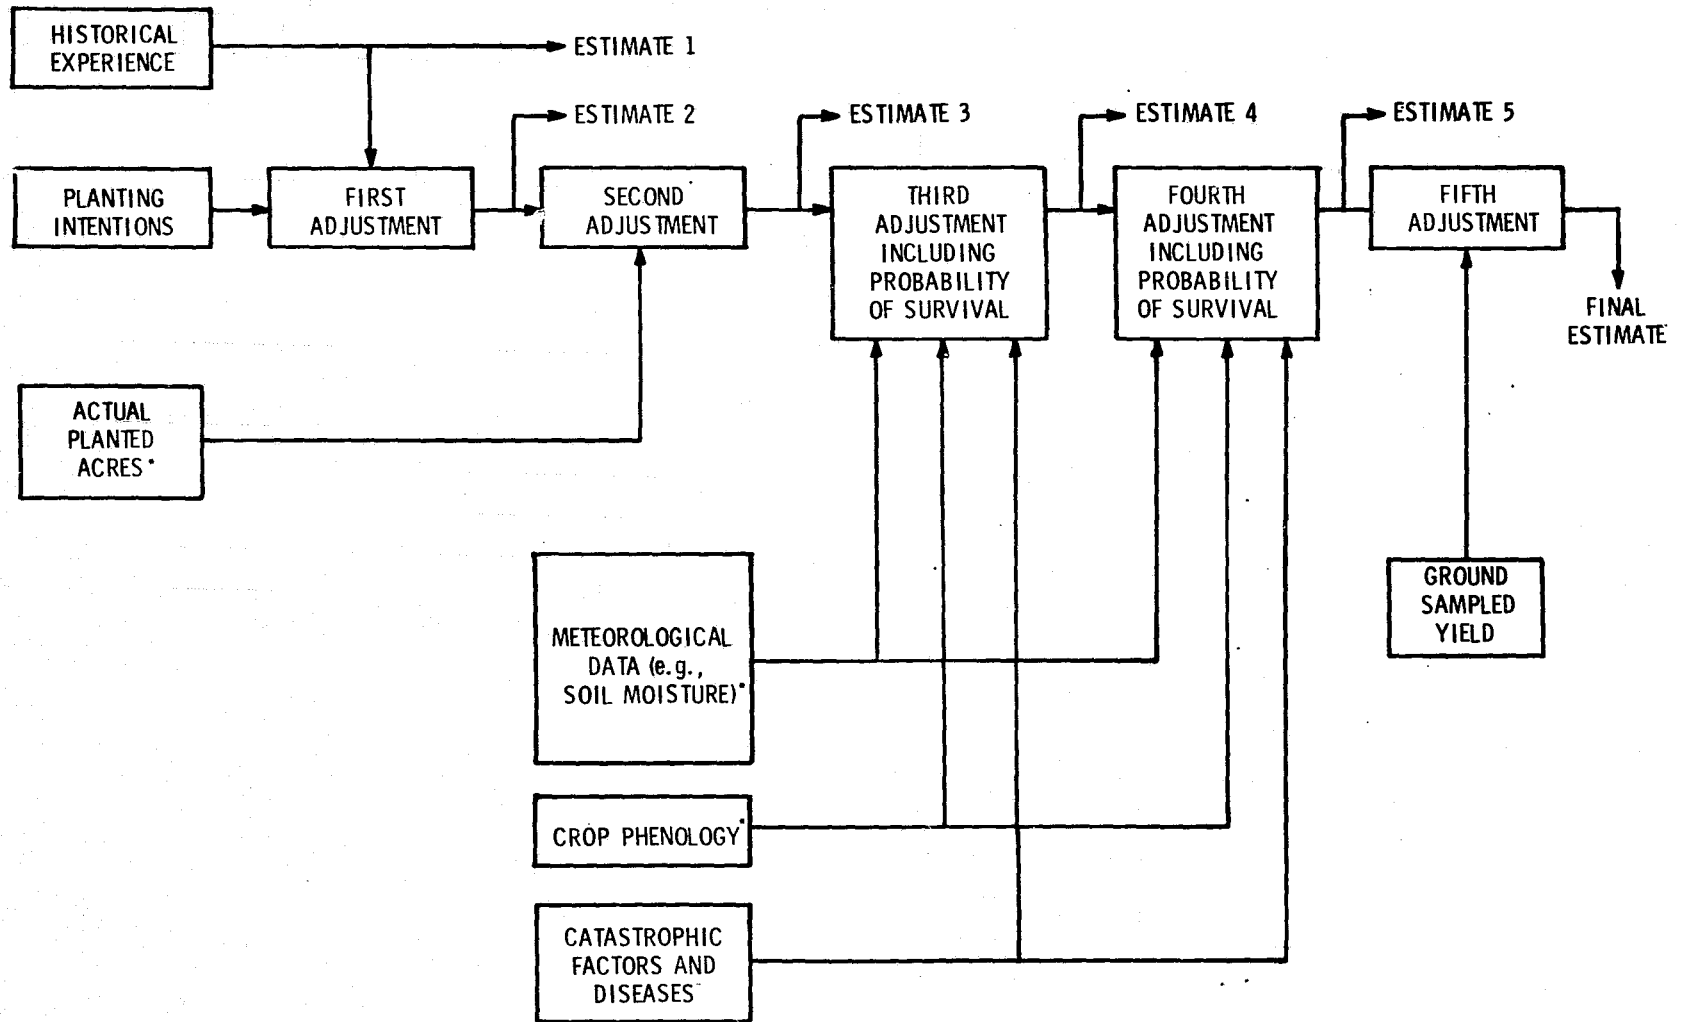 HISTORICAL
EXPERIENCE
ESTIMATE 1
ESTIMATE 2
ESTIMATE 3
ESTIMATE 4
ESTIMATE 5
PLANTING
INTENTIONS
FIRST
ADJUSTMENT
SECOND
ADJUSTMENT
THIRD
ADJUSTMENT
INCLUDING
PROBABILITY
OF SURVIVAL
FOURTH
ADJUSTMENT
INCLUDING
PROBABILITY
OF SURVIVAL
FIFTH
ADJUSTMENT
FINAL
ESTIMATE
ACTUAL
PLANTED
ACRES*
METEOROLOGICAL
DATA (e.g.,
SOIL MOISTURE)*
GROUND
SAMPLED
YIELD
CROP PHENOLOGY*
CATASTROPHIC
FACTORS AND
DISEASES